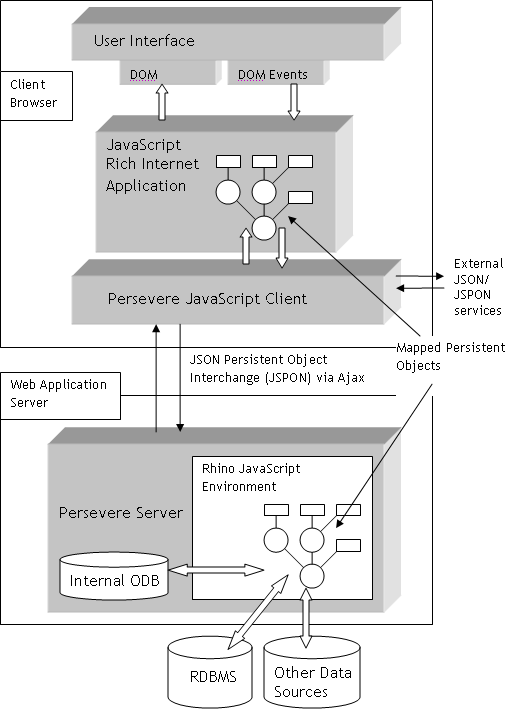 User Interface
DOM
DOM Events
Client
Browser
JavaScript
Rich Internet
Application
Persevere JavaScript Client
External
JSON/
JSPON
services
Mapped Persistent
Objects
JSON Persistent Object
Interchange (JSPON) via Ajax
Web Application
Server
Rhino JavaScript
Environment
Persevere Server
Internal ODB
RDBMS
Other Data
Sources